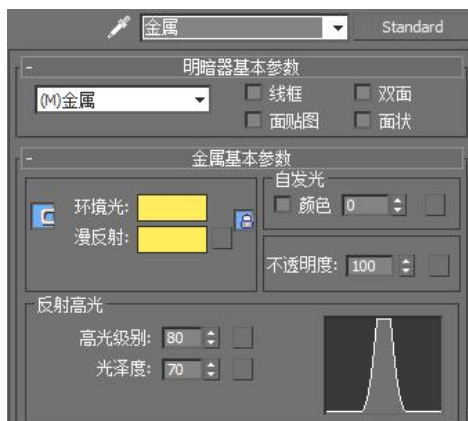 金属 Standard
- 明暗器基本参数
(M)金属 线框 双面
面贴图 面状
- 金属基本参数
自发光
环境光: 颜色 0
漫反射:
不透明度: 100
反射高光
高光级别: 80
光泽度: 70